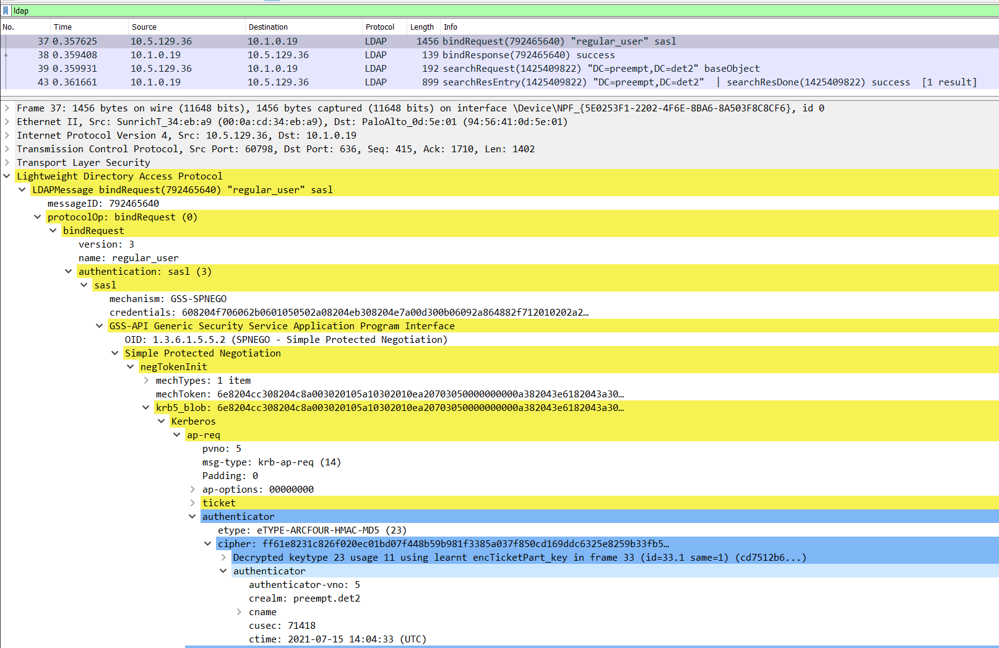 ldap
No. Time Source Destination Protocol Length Info
37 0.357625 10.5.129.36 10.1.0.19 LDAP 1456 bindRequest(792465640) "regular_user" sasl
38 0.359408 10.1.0.19 10.5.129.36 LDAP 139 bindResponse(792465640) success
39 0.359931 10.5.129.36 10.1.0.19 LDAP 192 searchRequest(1425409822) "DC=preempt,DC=det2" baseObject
43 0.361661 10.1.0.19 10.5.129.36 LDAP 899 searchResEntry(1425409822) "DC=preempt,DC=det2" | searchResDone(1425409822) success [1 result]
Frame 37: 1456 bytes on wire (11648 bits), 1456 bytes captured (11648 bits) on interface \Device\NPF_{5E0253F1-2202-4F6E-8BA6-8A503F8C8CF6}, id 0
Ethernet II, Src: SunrichT_34:eb:a9 (00:0a:cd:34:eb:a9), Dst: PaloAlto_0d:5e:01 (94:56:41:0d:5e:01)
Internet Protocol Version 4, Src: 10.5.129.36, Dst: 10.1.0.19
Transmission Control Protocol, Src Port: 60798, Dst Port: 636, Seq: 415, Ack: 1710, Len: 1402
Transport Layer Security
Lightweight Directory Access Protocol
LDAPMessage bindRequest(792465640) "regular_user" sasl
messageID: 792465640
protocolOp: bindRequest (0)
bindRequest
version: 3
name: regular_user
authentication: sasl (3)
sasl
mechanism: GSS-SPNEGO
credentials: 608204f706062b0601050502a08204eb308204e7a00d300b06092a864882f712010202a2…
GSS-API Generic Security Service Application Program Interface
OID: 1.3.6.1.5.5.2 (SPNEGO - Simple Protected Negotiation)
Simple Protected Negotiation
negTokenInit
mechTypes: 1 item
mechToken: 6e8204cc308204c8a003020105a10302010ea20703050000000000a382043e6182043a30…
krb5_blob: 6e8204cc308204c8a003020105a10302010ea20703050000000000a382043e6182043a30…
Kerberos
ap-req
pvno: 5
msg-type: krb-ap-req (14)
Padding: 0
ap-options: 00000000
ticket
authenticator
etype: eTYPE-ARCFOUR-HMAC-MD5 (23)
cipher: ff61e8231c826f020ec01bd07f448b59b981f3385a037f850cd169ddc6325e8259b33fb5…
Decrypted keytype 23 usage 11 using learnt encTicketPart_key in frame 33 (id=33.1 same=1) (cd7512b6...)
authenticator
authenticator-vno: 5
crealm: preempt.det2
cname
cusec: 71418
ctime: 2021-07-15 14:04:33 (UTC)